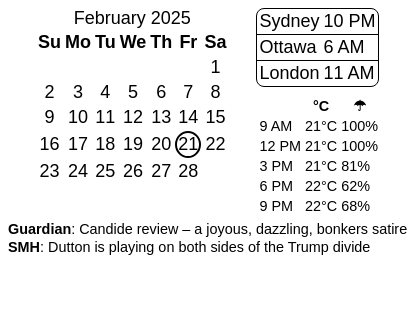 February 2025
Su Mo Tu We Th Fr Sa
1
2 3 4 5 6 7 8
9 10 11 12 13 14 15
16 17 18 19 20 21 22
23 24 25 26 27 28
Sydney 10 PM
Ottawa 6 AM
London 11 AM
°C ☂
9 AM 21°C 100%
12 PM 21°C 100%
3 PM 21°C 81%
6 PM 22°C 62%
9 PM 22°C 68%
Guardian: Candidate review – a joyous, dazzling, bonkers satire
SMH: Dutton is playing on both sides of the Trump divide